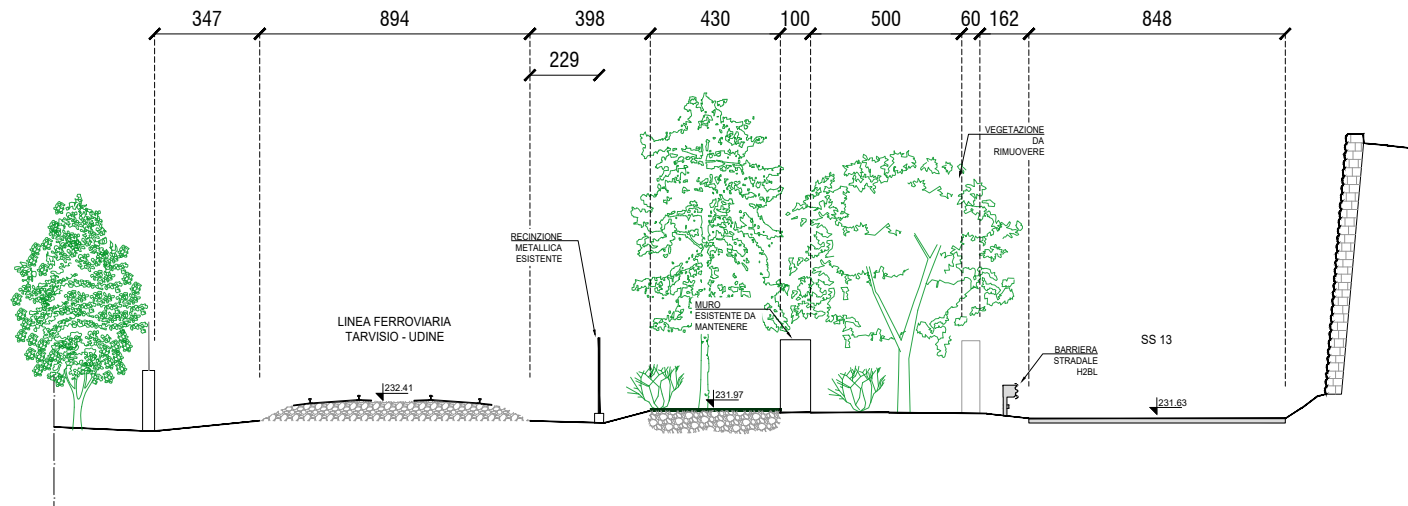 347
894
398
430
100
500
60
162
848
229
VEGETAZIONE
DA
RIMUOVERE
RECINZIONE
METALLICA
ESISTENTE
MURO
ESISTENTE DA
MANTENERE
LINEA FERROVIARIA
TARVISIO - UDINE
SS 13
BARRIERA
STRADALE
H2BL
232.41
231.97
231.63